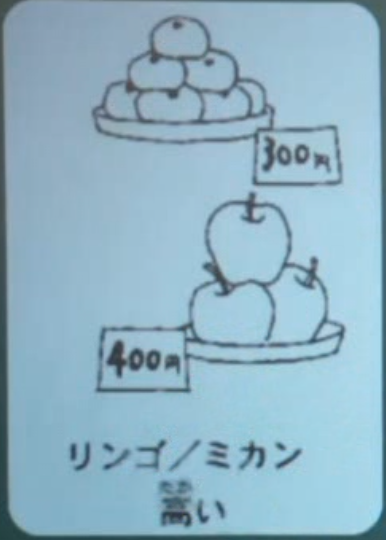 300円
400円
リンゴ／ミカン
たか
高い